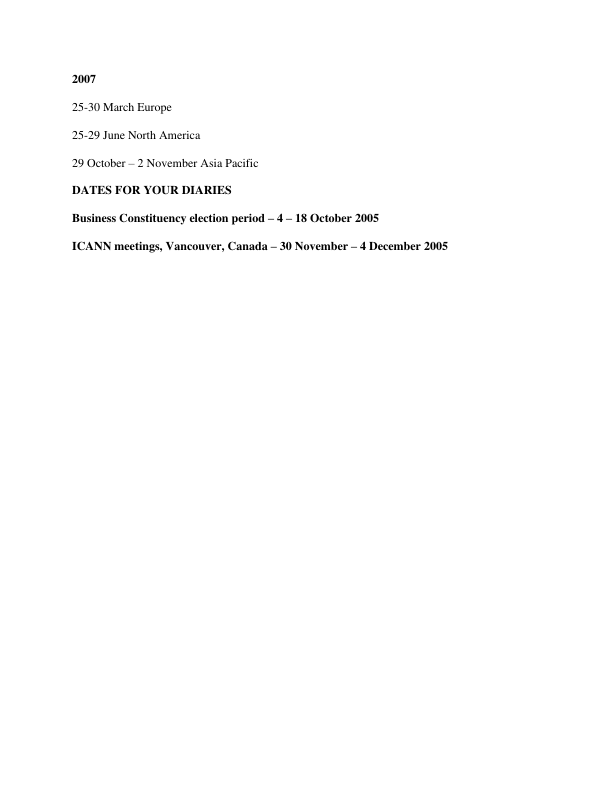 2007
25-30 March Europe
25-29 June North America
29 October – 2 November Asia Pacific
DATES FOR YOUR DIARIES
Business Constituency election period – 4 – 18 October 2005
ICANN meetings, Vancouver, Canada – 30 November – 4 December 2005